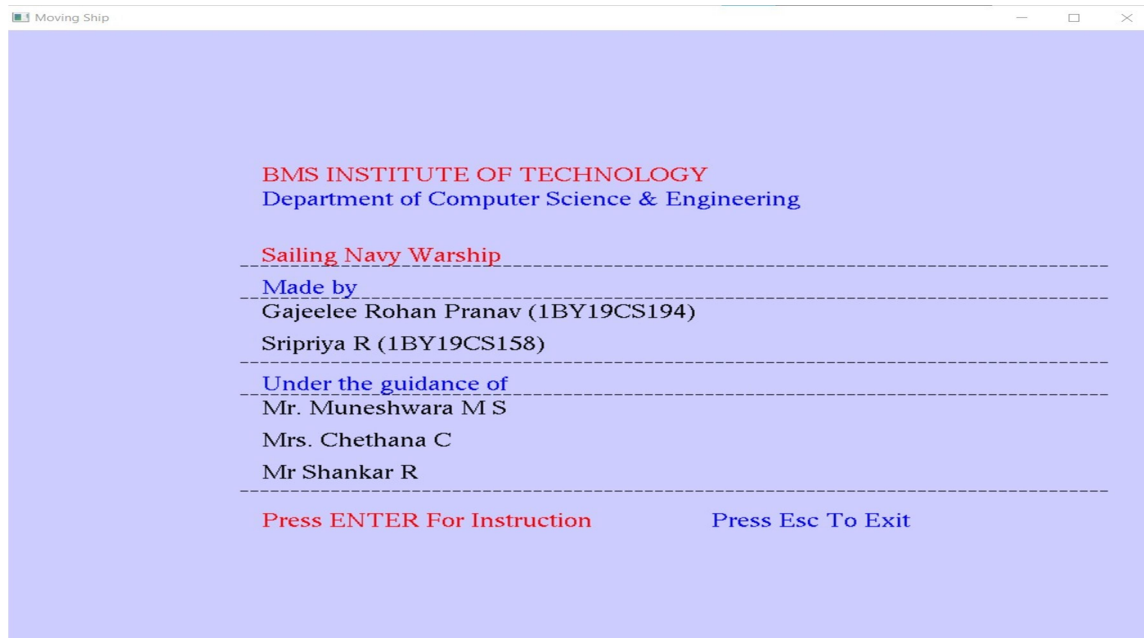 Moving Ship
BMS INSTITUTE OF TECHNOLOGY
Department of Computer Science & Engineering
Sailing Navy Warship
Made by
Gajeelee Rohan Pranav (1BY19CS194)
Sripriya R (1BY19CS158)
Under the guidance of
Mr. Muneshwara M S
Mrs. Chethana C
Mr Shankar R
Press ENTER For Instruction Press Esc To Exit